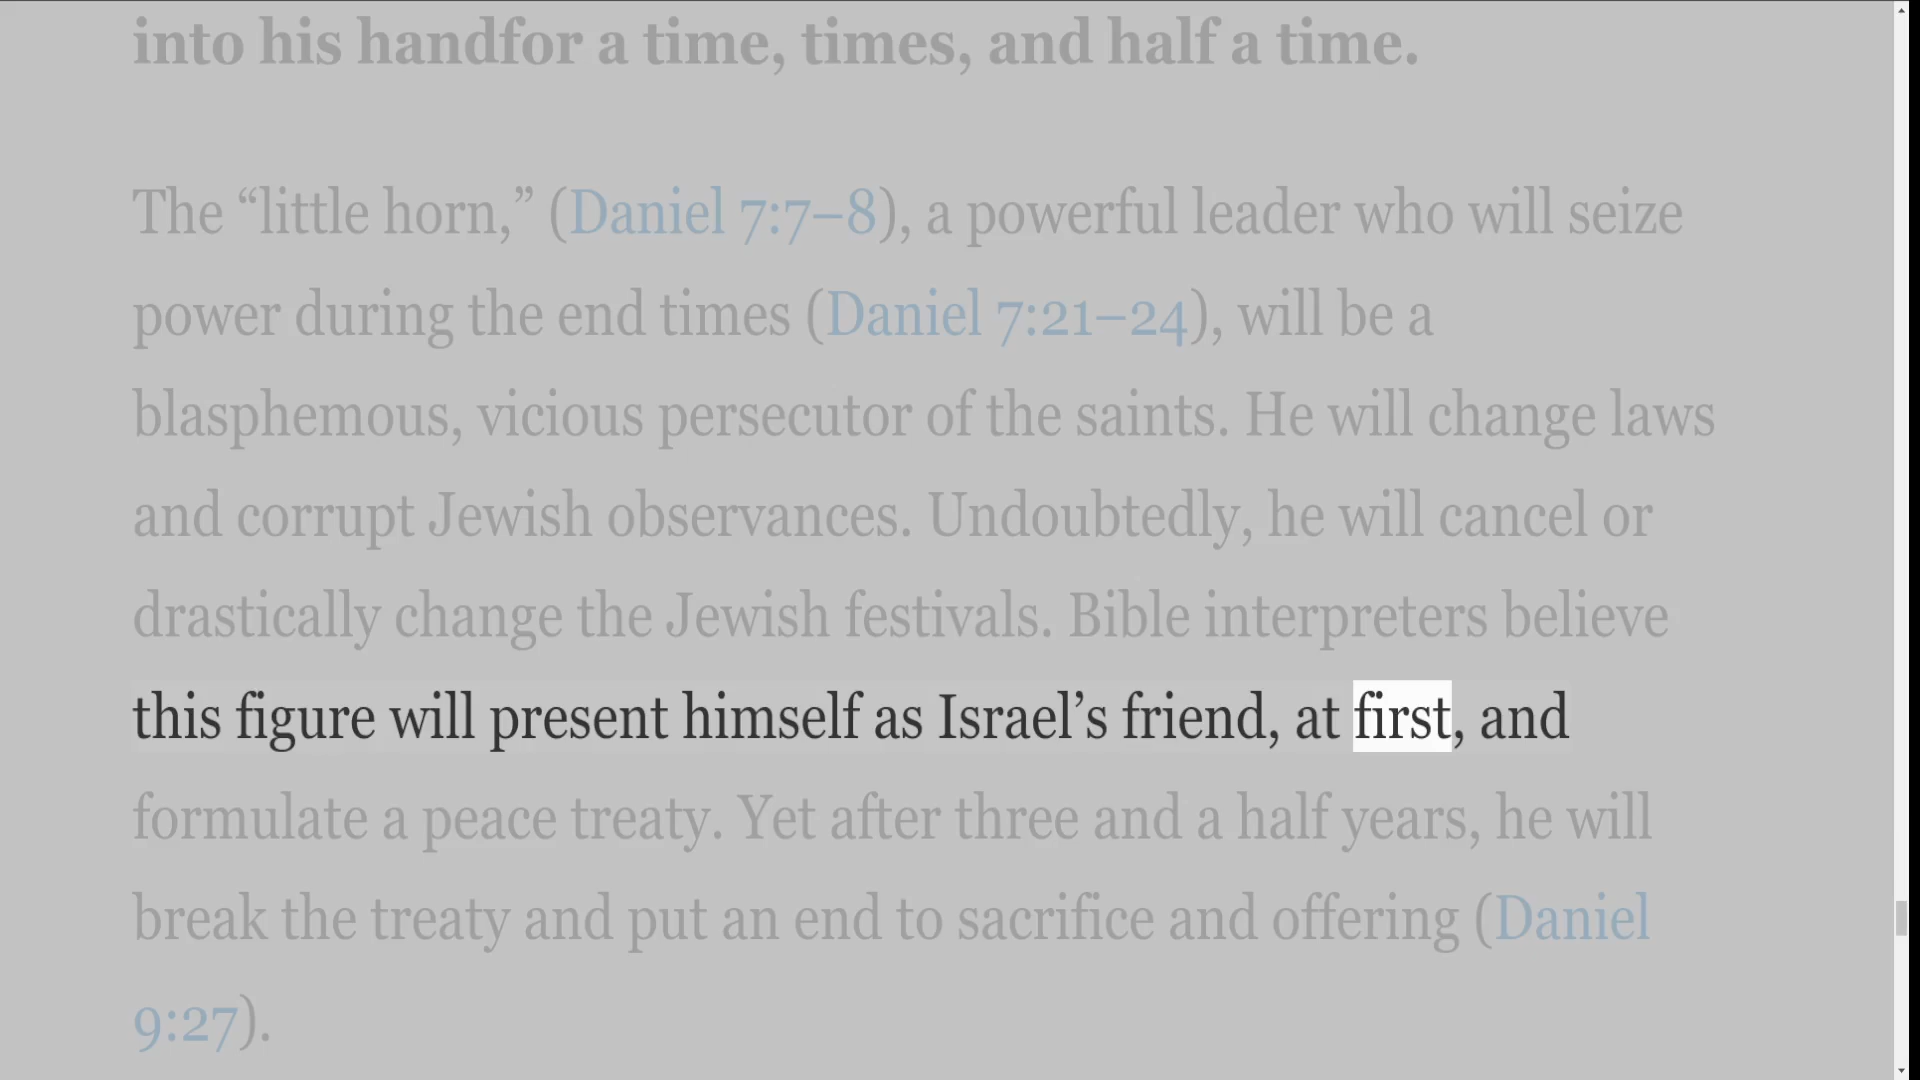 into his handfor a time, times, and half a time.
The “little horn,” (Daniel 7:7–8), a powerful leader who will seize
power during the end times (Daniel 7:21–24), will be a
blasphemous, vicious persecutor of the saints. He will change laws
and corrupt Jewish observances. Undoubtedly, he will cancel or
drastically change the Jewish festivals. Bible interpreters believe
this figure will present himself as Israel’s friend, at first, and
formulate a peace treaty. Yet after three and a half years, he will
break the treaty and put an end to sacrifice and offering (Daniel
9:27).